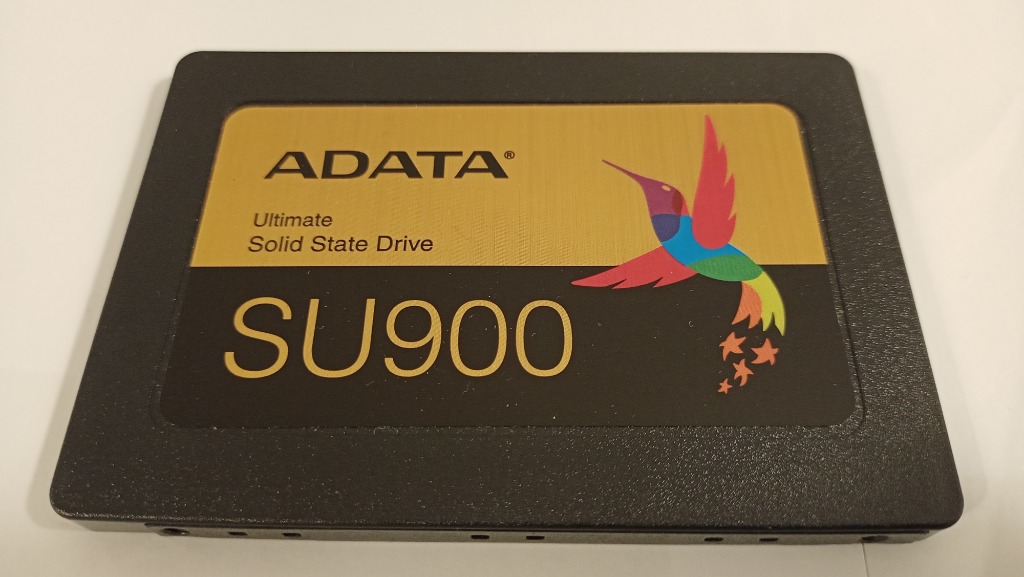 ADATA®
Ultimate
Solid State Drive
SU900